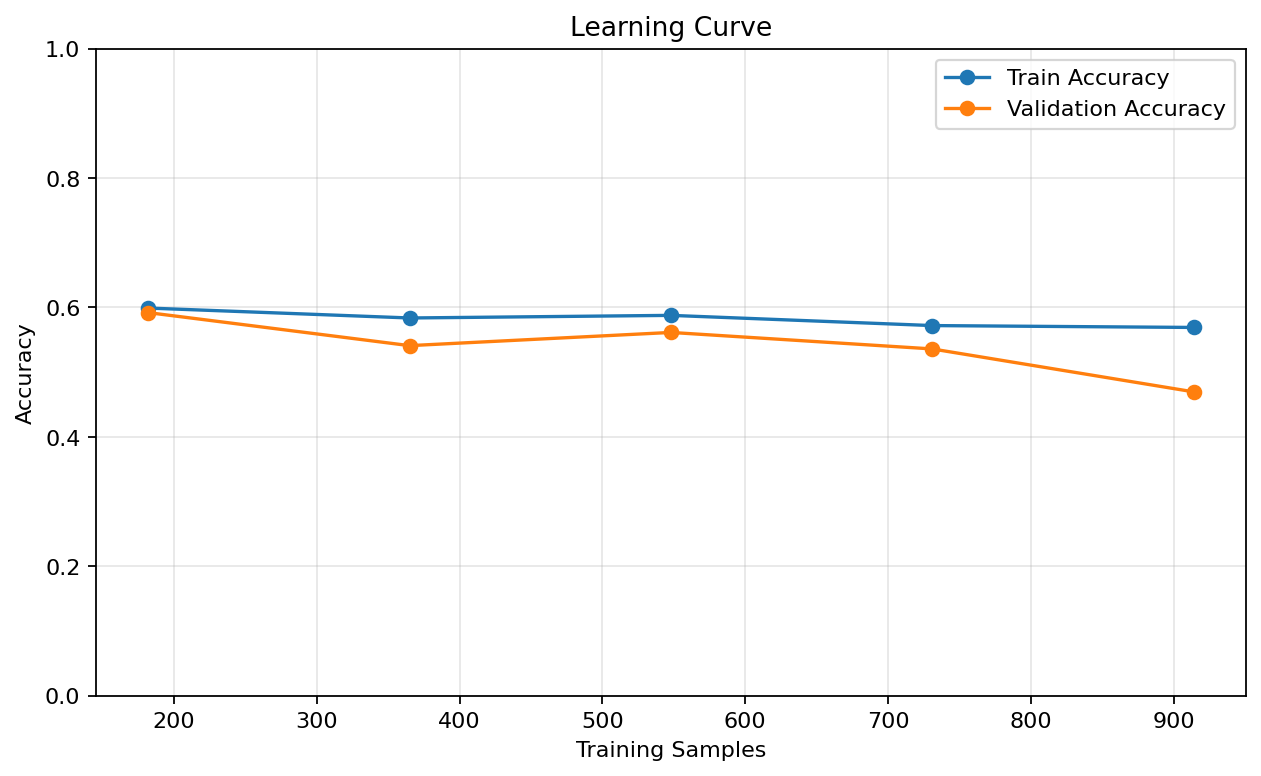 Learning Curve
1.0
Train Accuracy
Validation Accuracy
0.8
0.6
Accuracy
0.4
0.2
0.0
200 300 400 500 600 700 800 900
Training Samples